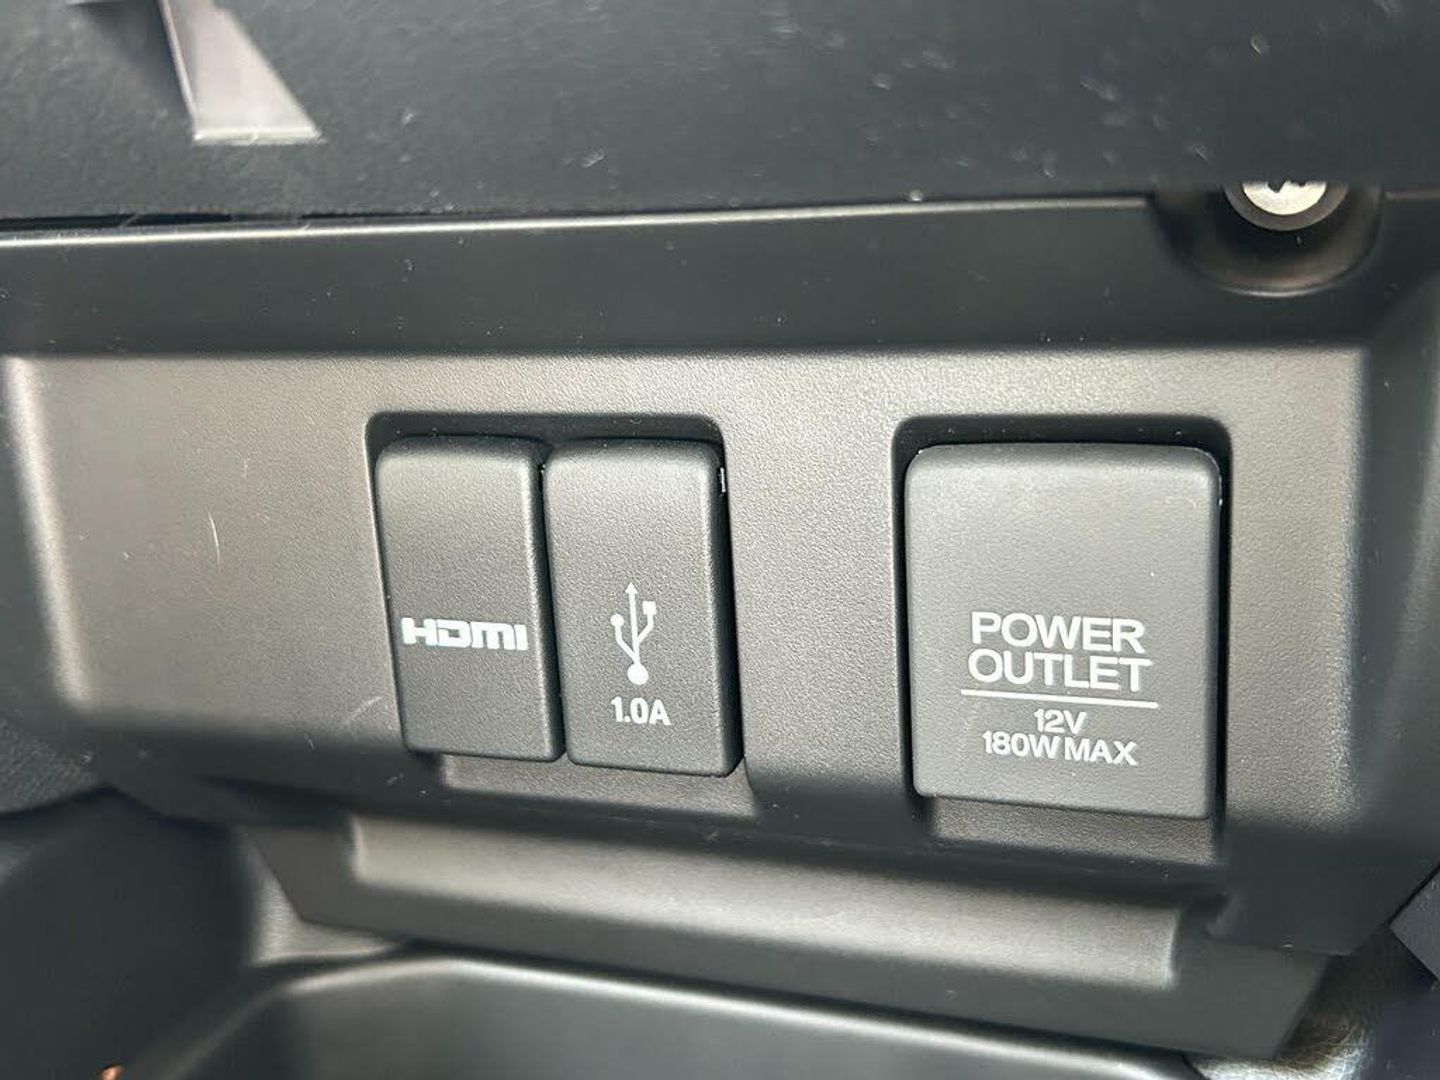 HDMI
1.0A
POWER
OUTLET
12V
180W MAX